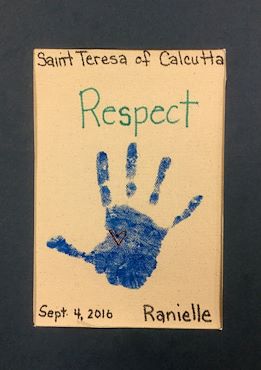 Saint Teresa of Calcutta
Respect
Sept. 4, 2016 Ranielle